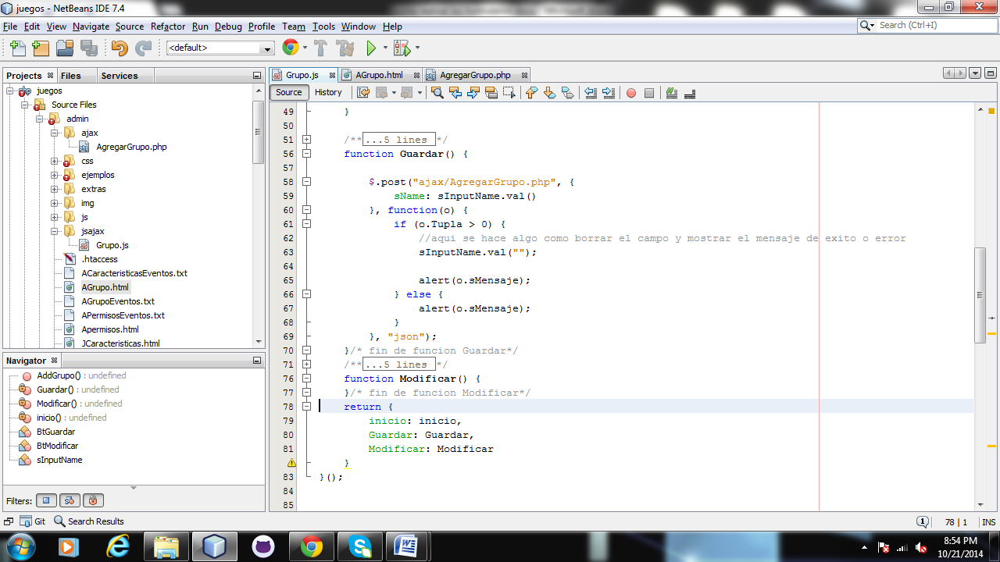 juegos - NetBeans IDE 7.4
File Edit View Navigate Source Refactor Run Debug Profile Team Tools Window Help
Search (Ctrl+I)
<default>
Projects Files Services
juegos
Source Files
admin
ajax
AgregarGrupo.php
css
ejemplos
extras
img
js
jsajax
Grupo.js
.htaccess
ACaracteristicasEventos.txt
AGrupo.html
AGrupoEventos.txt
APermisosEventos.txt
Apermisos.html
JCaracteristicas.html
Navigator
AddGrupo() : undefined
Guardar() : undefined
Modificar() : undefined
inicio() : undefined
BtGuardar
BtModificar
sInputName
Filters:
Grupo.js AGrupo.html AgregarGrupo.php
Source History
49 }
50
51 /**...5 lines */
56 function Guardar() {
57
58 $.post("ajax/AgregarGrupo.php", {
59 sName: sInputName.val()
60 }, function(o) {
61 if (o.Tupla > 0) {
62 //aqui se hace algo como borrar el campo y mostrar el mensaje de exito o error
63 sInputName.val("");
64
65 alert(o.sMensaje);
66 } else {
67 alert(o.sMensaje);
68 }
69 }, "json");
70 }/* fin de funcion Guardar*/
71 /**...5 lines */
76 function Modificar() {
77 }/* fin de funcion Modificar*/
78 return {
79 inicio: inicio,
80 Guardar: Guardar,
81 Modificar: Modificar
}
83 }();
84
85
Git Search Results
1 78 | 1 INS
8:54 PM
10/21/2014